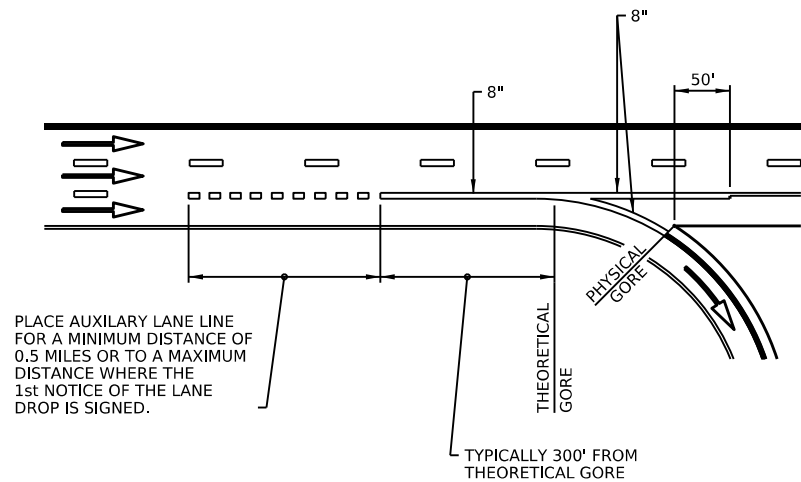 8"
8"
50'
PHYSICAL
GORE
PLACE AUXILARY LANE LINE
FOR A MINIMUM DISTANCE OF
0.5 MILES OR TO A MAXIMUM
DISTANCE WHERE THE
1st NOTICE OF THE LANE
DROP IS SIGNED.
THEORETICAL
GORE
TYPICALLY 300' FROM
THEORETICAL GORE